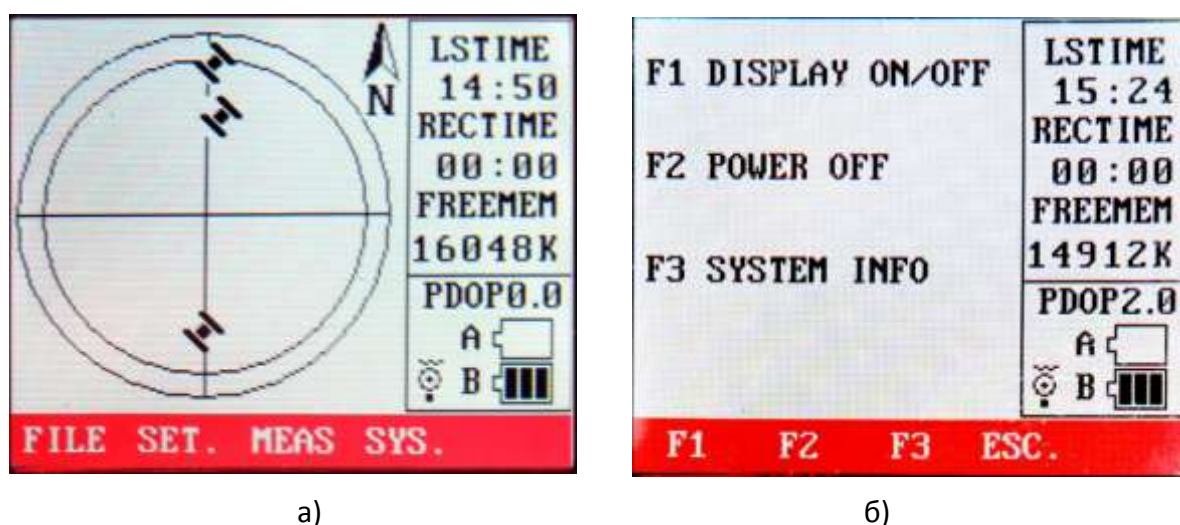 N
LSTIME
14:50
RECTIME
00:00
FREEMEM
16048K
PDOP0.0
A
B
FILE SET. MEAS SYS.
а)
F1 DISPLAY ON/OFF
F2 POWER OFF
F3 SYSTEM INFO
LSTIME
15:24
RECTIME
00:00
FREEMEM
14912K
PDOP2.0
A
B
F1 F2 F3 ESC.
б)